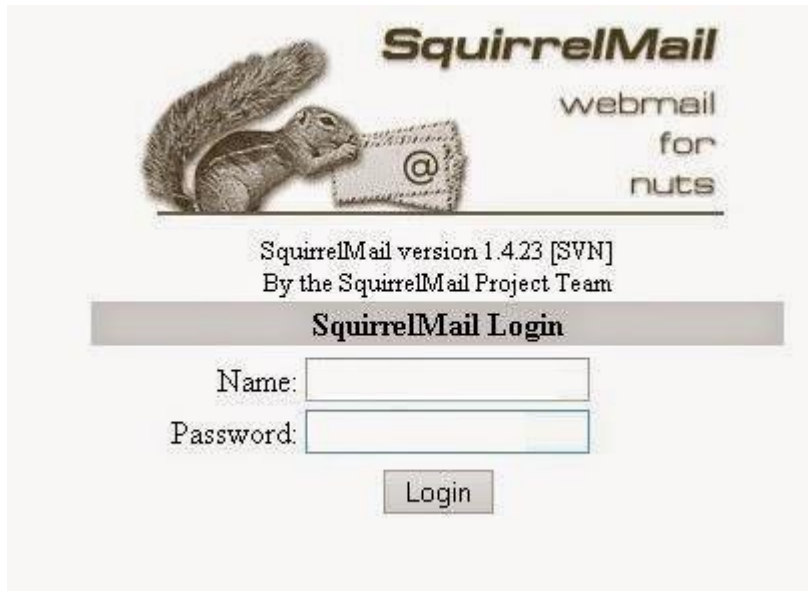 SquirrelMail
webmail
for
nuts
@
SquirrelMail version 1.4.23 [SVN]
By the SquirrelMail Project Team
SquirrelMail Login
Name:
Password:
Login